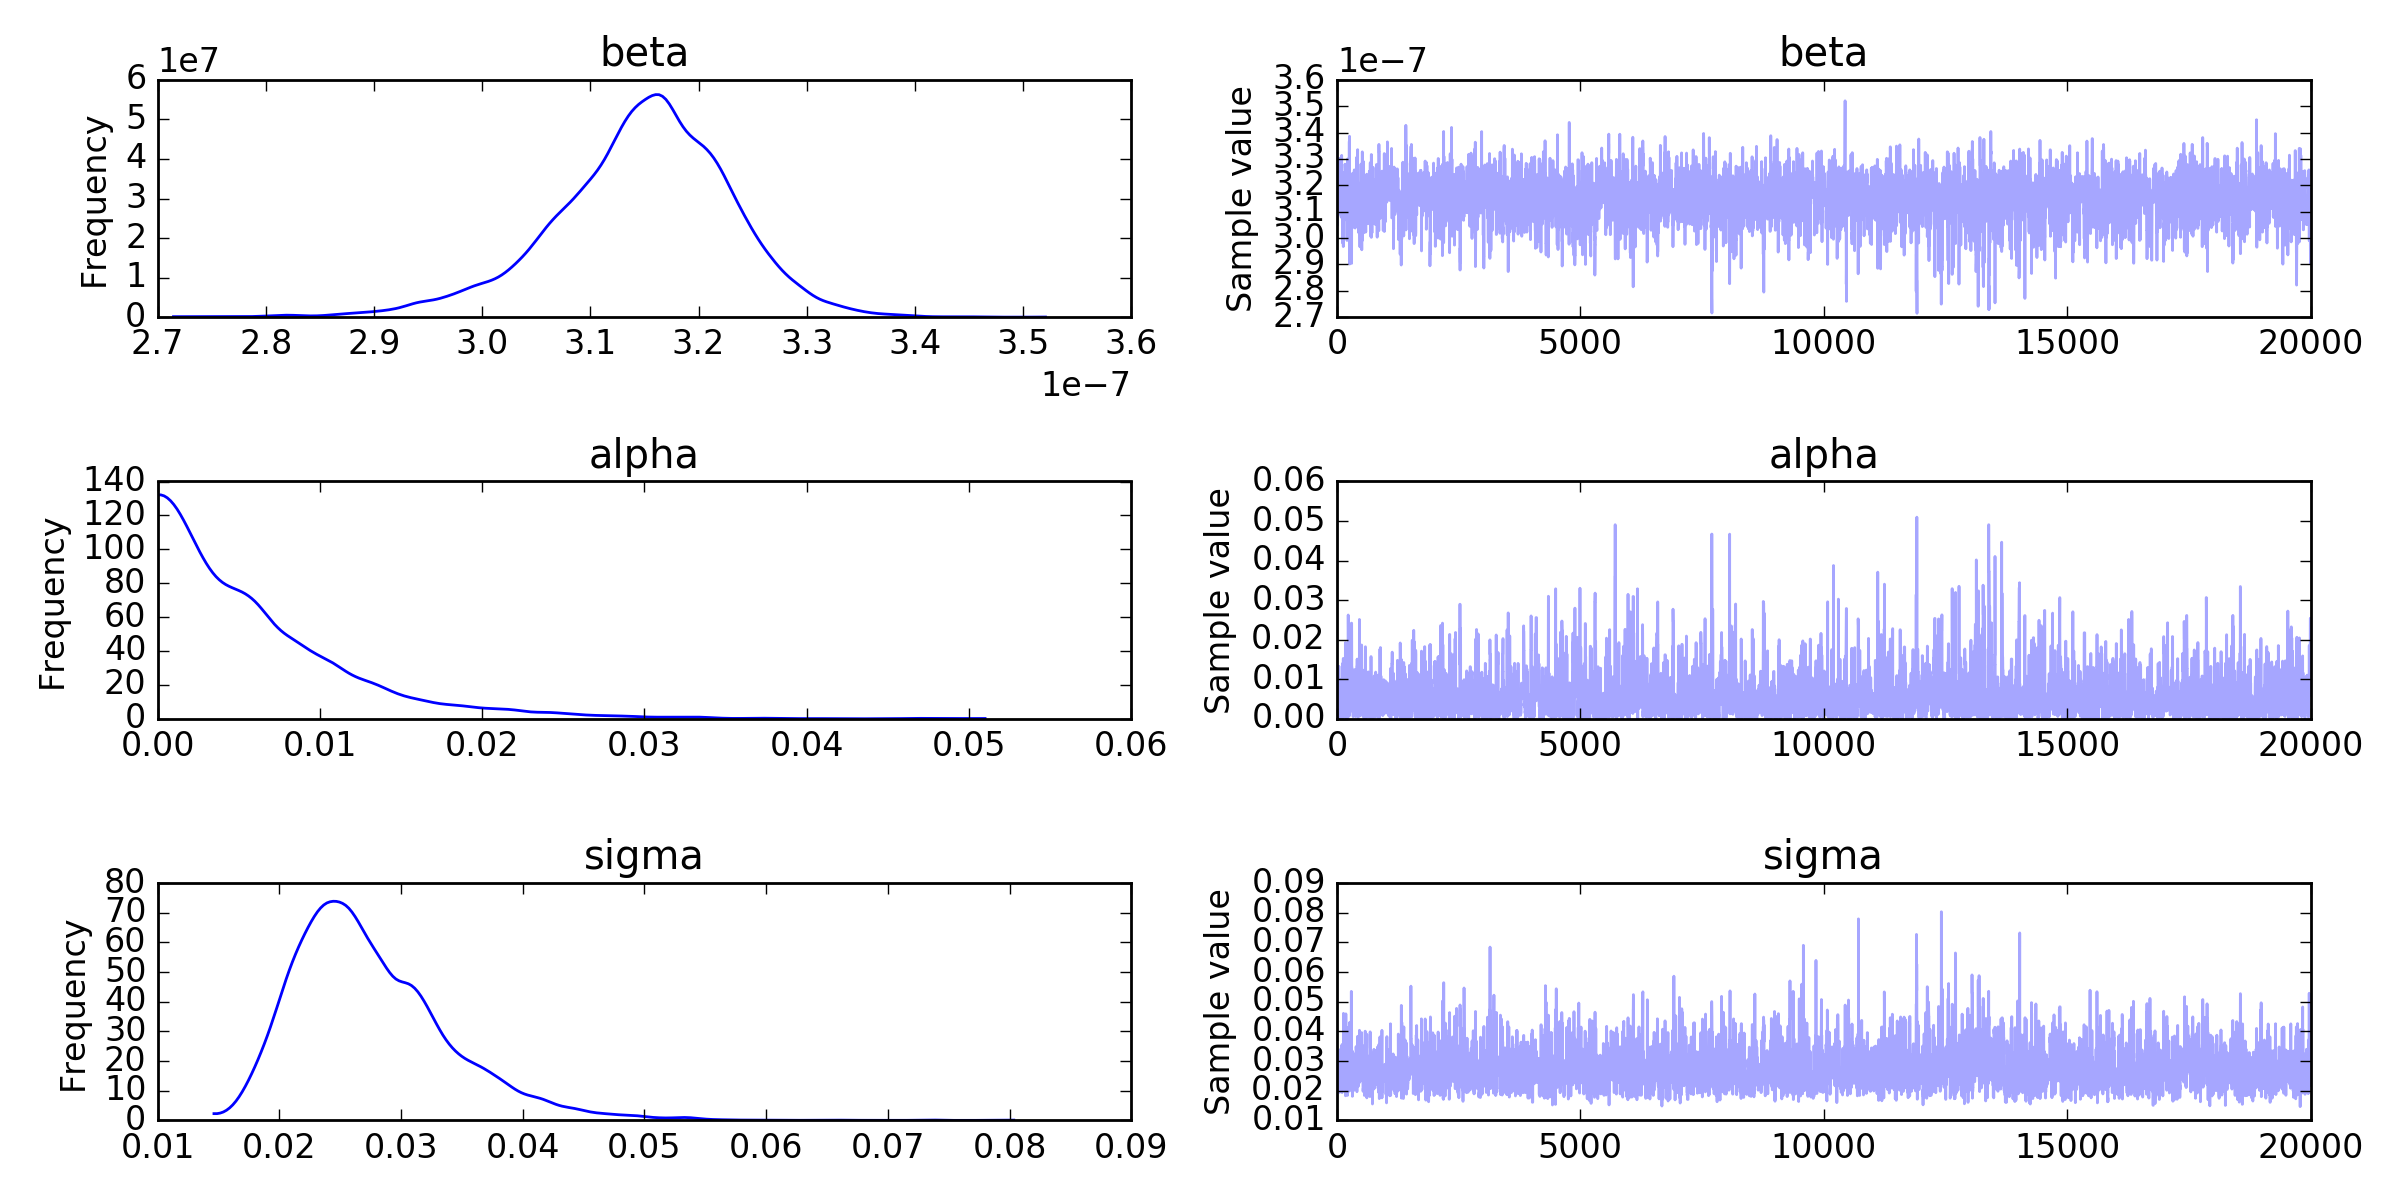 beta
1e7
6
5
4
3
2
1
0
Frequency
2.7 2.8 2.9 3.0 3.1 3.2 3.3 3.4 3.5 3.6
1e−7
beta
1e−7
3.6
3.5
3.4
3.3
3.2
3.1
3.0
2.9
2.8
2.7
Sample value
0 5000 10000 15000 20000
alpha
140
120
100
80
60
40
20
0
Frequency
0.00 0.01 0.02 0.03 0.04 0.05 0.06
alpha
0.06
0.05
0.04
0.03
0.02
0.01
0.00
Sample value
0 5000 10000 15000 20000
sigma
80
70
60
50
40
30
20
10
0
Frequency
0.01 0.02 0.03 0.04 0.05 0.06 0.07 0.08 0.09
sigma
0.09
0.08
0.07
0.06
0.05
0.04
0.03
0.02
0.01
Sample value
0 5000 10000 15000 20000